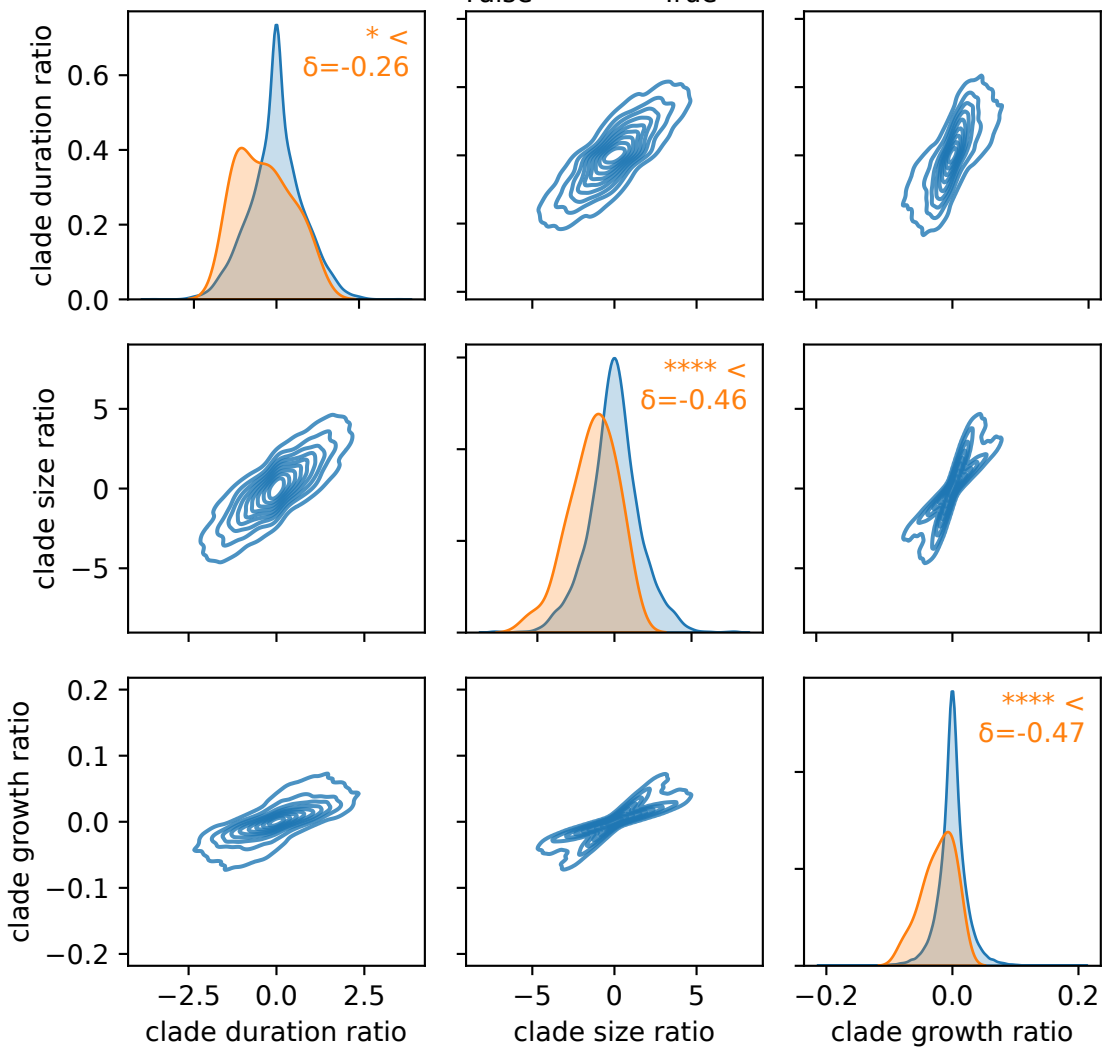 clade duration ratio
0.6
0.4
0.2
0.0
* <
δ=-0.26
clade size ratio
5
0
−5
**** <
δ=-0.46
clade growth ratio
0.2
0.1
0.0
−0.1
−0.2
**** <
δ=-0.47
−2.5 0.0 2.5
−5 0 5
−0.2 0.0 0.2
clade duration ratio
clade size ratio
clade growth ratio